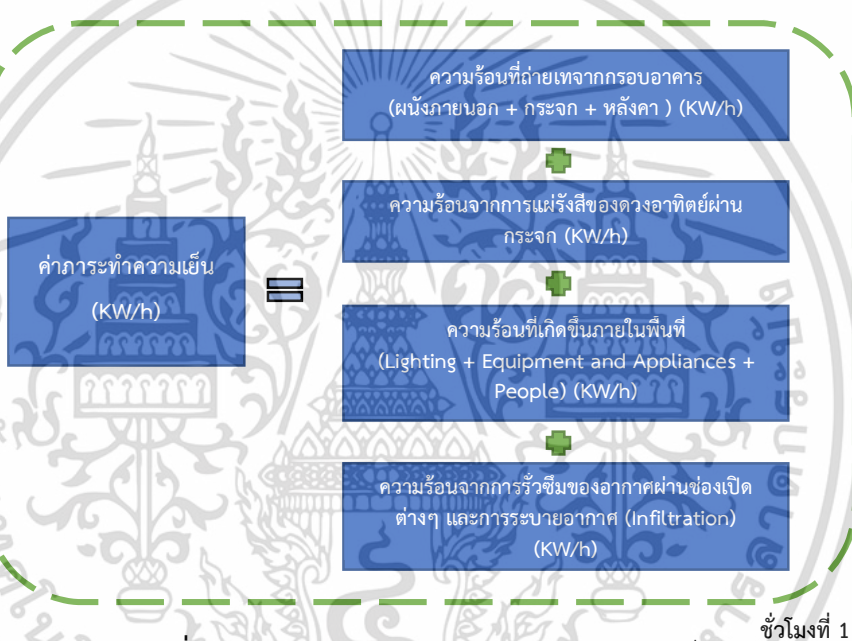 ความร้อนที่ถ่ายเทจากกรอบอาคาร
(ผนังภายนอก + กระจก + หลังคา ) (KW/h)
ความร้อนจากการแผ่รังสีของดวงอาทิตย์ผ่าน
กระจก (KW/h)
ค่าภาระทำความเย็น
(KW/h)
ความร้อนที่เกิดขึ้นภายในพื้นที่
(Lighting + Equipment and Appliances +
People) (KW/h)
ความร้อนจากการรั่วซึมของอากาศผ่านช่องเปิด
ต่างๆ และการระบายอากาศ (Infiltration)
(KW/h)
ชั่วโมงที่ 1